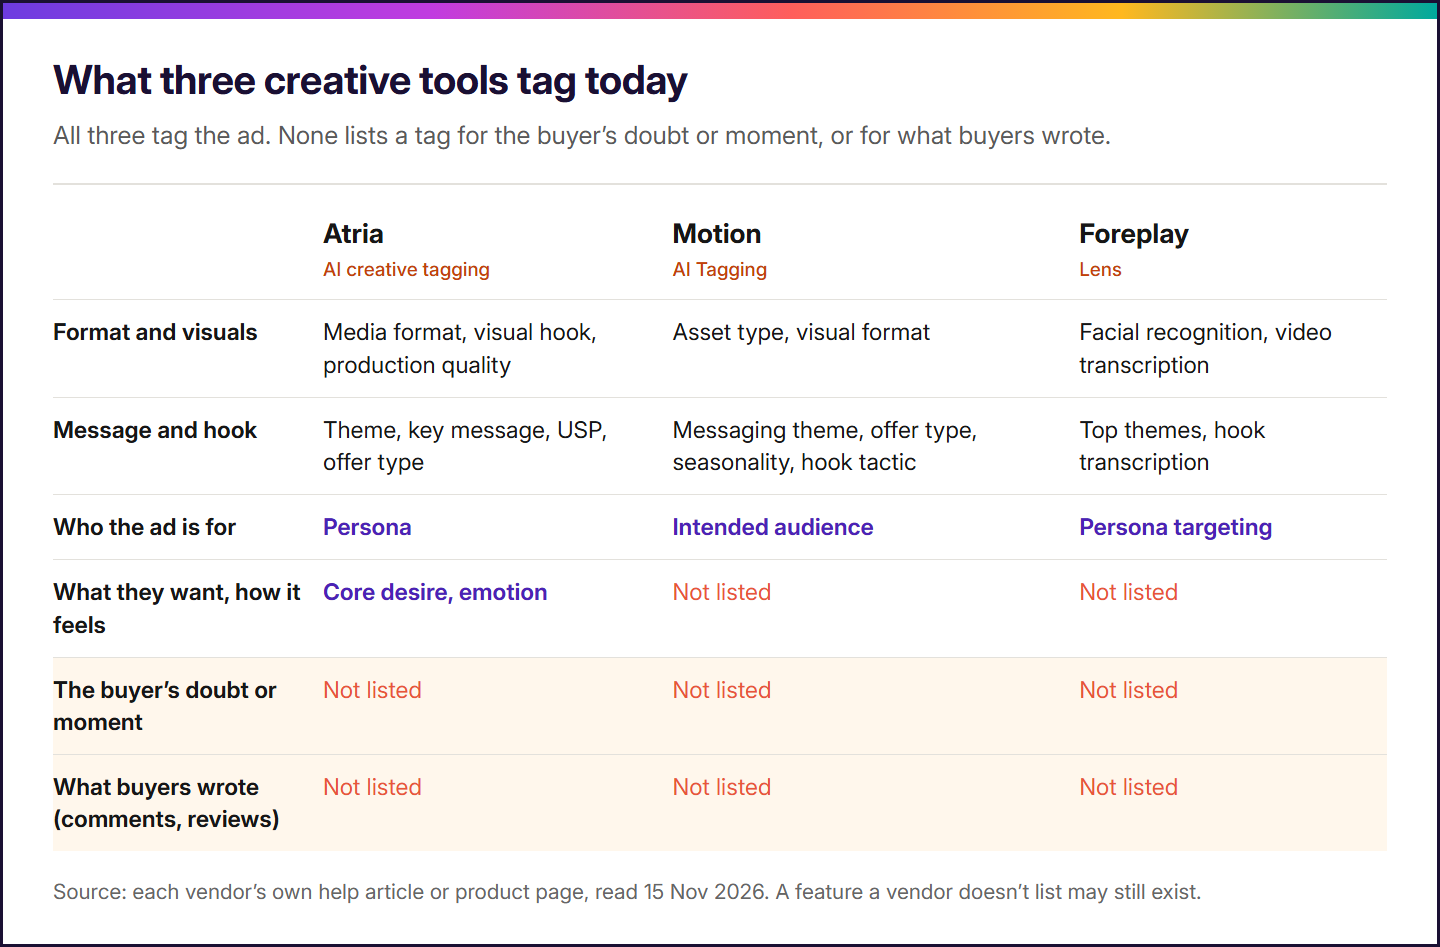 What three creative tools tag today
All three tag the ad. None lists a tag for the buyer’s doubt or moment, or for what buyers wrote.
Atria
Motion
Foreplay
AI creative tagging
AI Tagging
Lens
Format and visuals
Media format, visual hook,
production quality
Asset type, visual format
Facial recognition, video
transcription
Message and hook
Theme, key message, USP,
offer type
Messaging theme, offer type,
seasonality, hook tactic
Top themes, hook
transcription
Who the ad is for
Persona
Intended audience
Persona targeting
What they want, how it
feels
Core desire, emotion
Not listed
Not listed
The buyer’s doubt or
moment
Not listed
Not listed
Not listed
What buyers wrote
(comments, reviews)
Not listed
Not listed
Not listed
Source: each vendor’s own help article or product page, read 15 Nov 2026. A feature a vendor doesn’t list may still exist.